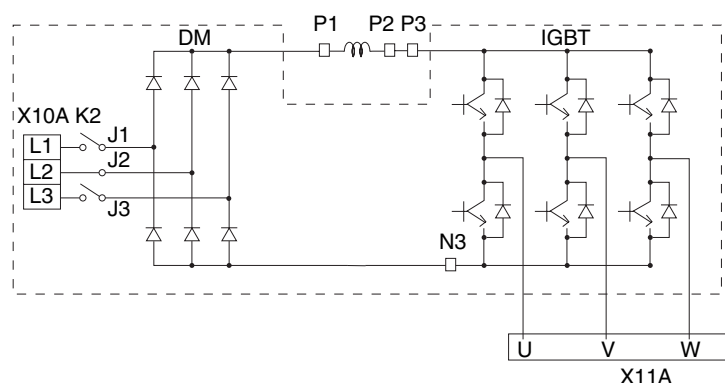 P1 P2 P3
DM IGBT
X10A K2
L1 J1
L2 J2
L3 J3
N3
U V W
X11A